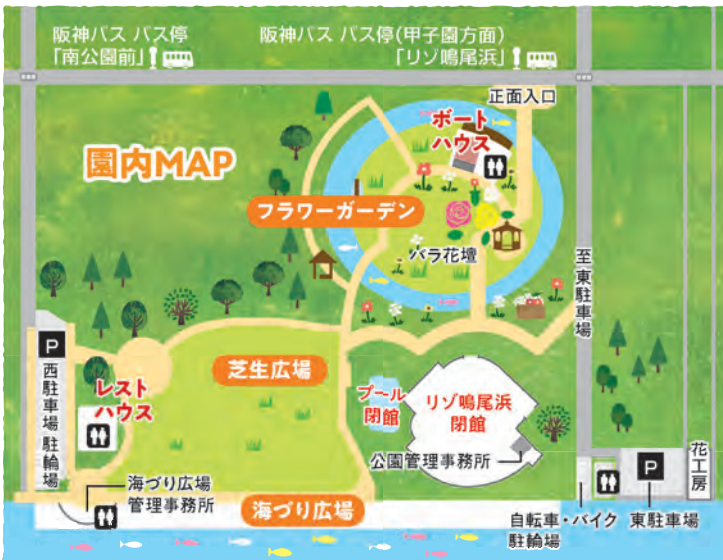 阪神バス バス停
「南公園前」
阪神バス バス停(甲子園方面)
「リゾ鳴尾浜」
正面入口
園内MAP
ボート
ハウス
フラワーガーデン
バラ花壇
至東駐車場
芝生広場
P
西駐車場 駐輪場
レスト
ハウス
プール
閉館
リゾ鳴尾浜
閉館
公園管理事務所
海づり広場
管理事務所
海づり広場
自転車・バイク
駐輪場
P
東駐車場
花工房